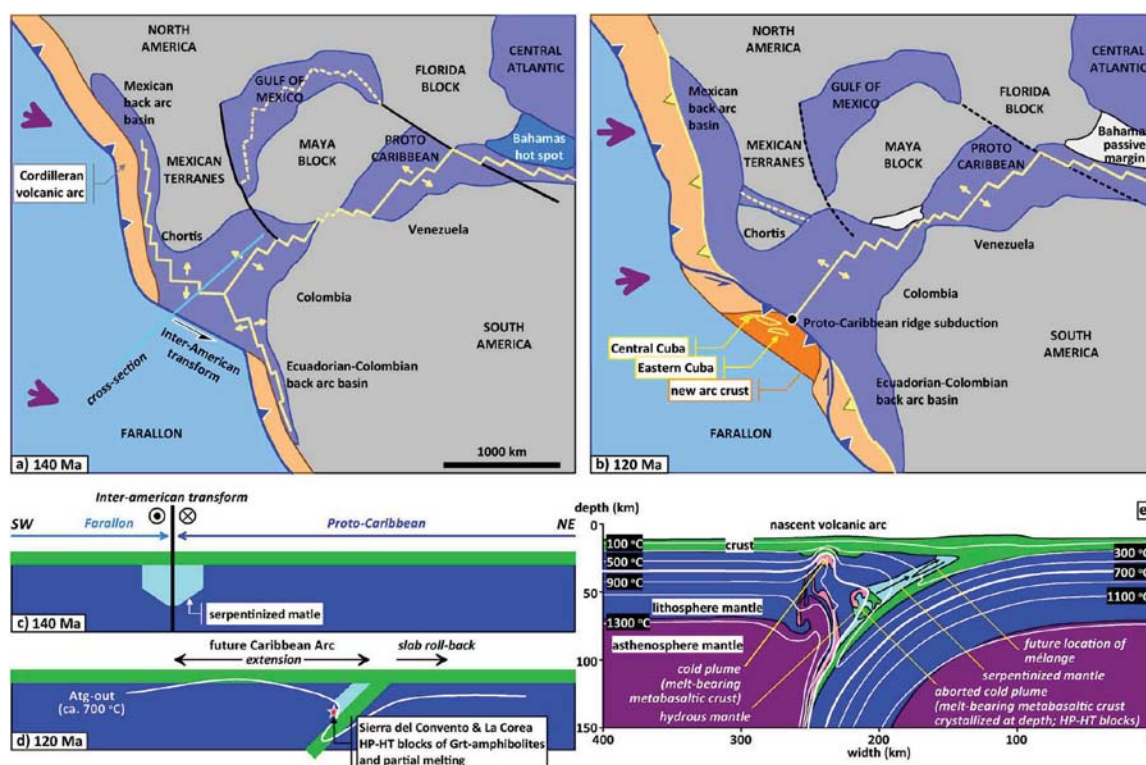 NORTH
AMERICA
CENTRAL
ATLANTIC
Mexican
back arc
basin
GULF OF
MEXICO
FLORIDA
BLOCK
MAYA
BLOCK
PROTO
CARIBBEAN
Bahamas
hot spot
MEXICAN
TERRANES
Cordilleran
volcanic arc
Chortis
Venezuela
Colombia
Inter-American
transform
cross-section
SOUTH
AMERICA
Ecuadorian-Colombian
back arc basin
FARALLON
1000 km
a) 140 Ma
NORTH
AMERICA
CENTRAL
ATLANTIC
Mexican
back arc
basin
GULF OF
MEXICO
FLORIDA
BLOCK
MAYA
BLOCK
PROTO
CARIBBEAN
Bahamas
passive
margin
MEXICAN
TERRANES
Chortis
Venezuela
Colombia
Proto-Caribbean ridge subduction
Central Cuba
Eastern Cuba
new arc crust
SOUTH
AMERICA
Ecuadorian-Colombian
back arc basin
FARALLON
b) 120 Ma
Inter-american transform
SW
Farallon
Proto-Caribbean
NE
serpentinized matle
c) 140 Ma
future Caribbean Arc
extension
slab roll-back
Atg-out
(ca. 700 °C)
Sierra del Convento & La Corea
HP-HT blocks of Grt-amphibolites
and partial melting
d) 120 Ma
depth (km)
e
nascent volcanic arc
0
100 °C
crust
300 °C
500 °C
700 °C
900 °C
50
1100 °C
lithosphere mantle
1300 °C
asthenosphere mantle
100
future location of
mélange
cold plume
(melt-bearing
metabasaltic crust)
serpentinized mantle
aborted cold plume
(melt-bearing metabasaltic crust
crystallized at depth; HP-HT blocks)
hydrous mantle
150
400
300
200
100
0
width (km)